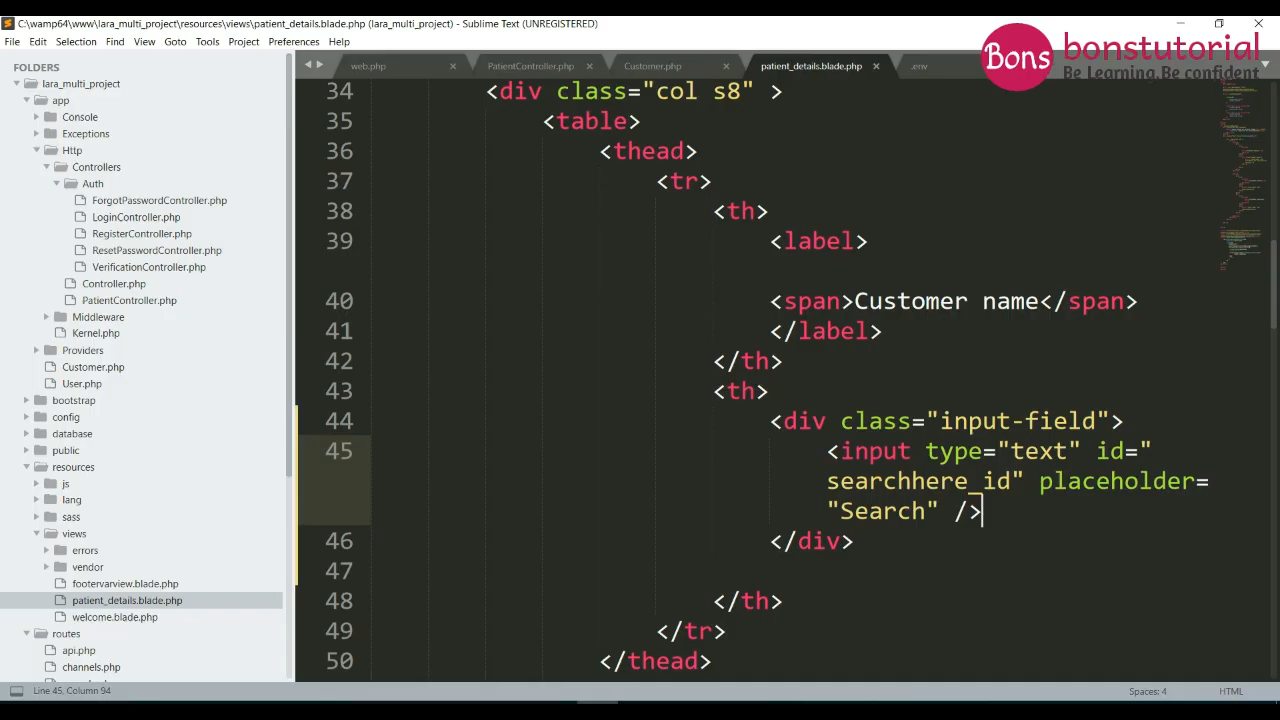 C:\wamp64\www\lara_multi_project\resources\views\patient_details.blade.php (lara_multi_project) - Sublime Text (UNREGISTERED)
File Edit Selection Find View Goto Tools Project Preferences Help
Bons bonstutorial
Be Learning,Be confident
FOLDERS
lara_multi_project
app
Console
Exceptions
Http
Controllers
Auth
ForgotPasswordController.php
LoginController.php
RegisterController.php
ResetPasswordController.php
VerificationController.php
Controller.php
PatientController.php
Middleware
Kernel.php
Providers
Customer.php
User.php
bootstrap
config
database
public
resources
js
lang
sass
views
errors
vendor
footervarview.blade.php
patient_details.blade.php
welcome.blade.php
routes
api.php
channels.php
web.php PatientController.php Customer.php patient_details.blade.php .env
34 <div class="col s8" >
35 <table>
36 <thead>
37 <tr>
38 <th>
39 <label>
40 <span>Customer name</span>
41 </label>
42 </th>
43 <th>
44 <div class="input-field">
45 <input type="text" id="
searchhere_id" placeholder=
"Search" />
46 </div>
47
48 </th>
49 </tr>
50 </thead>
Line 45, Column 94 Spaces: 4 HTML